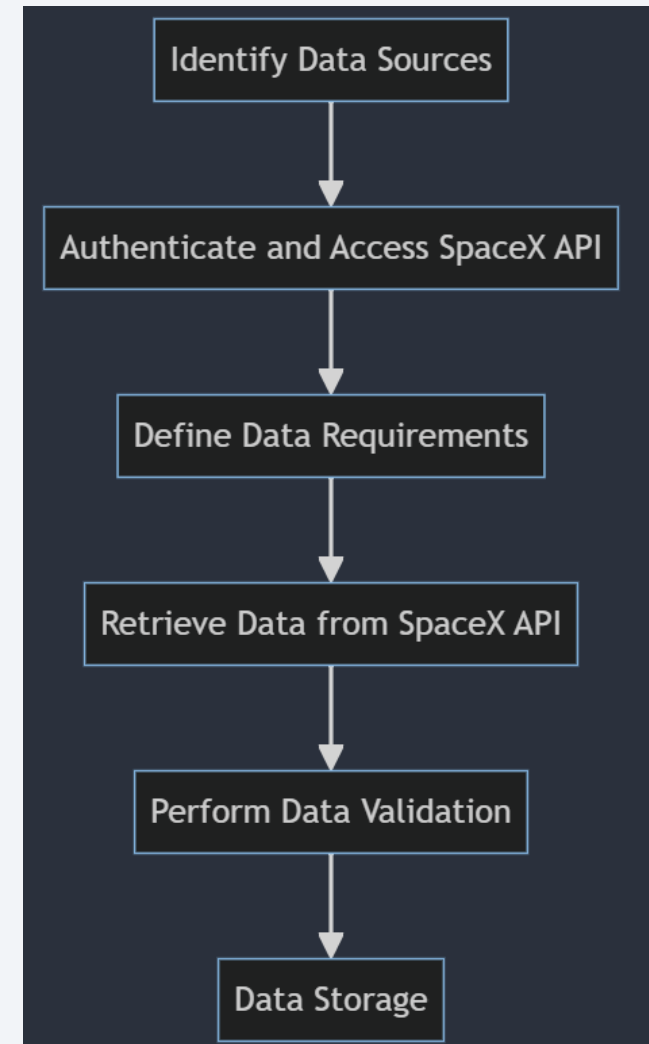 Identify Data Sources
Authenticate and Access SpaceX API
Define Data Requirements
Retrieve Data from SpaceX API
Perform Data Validation
Data Storage